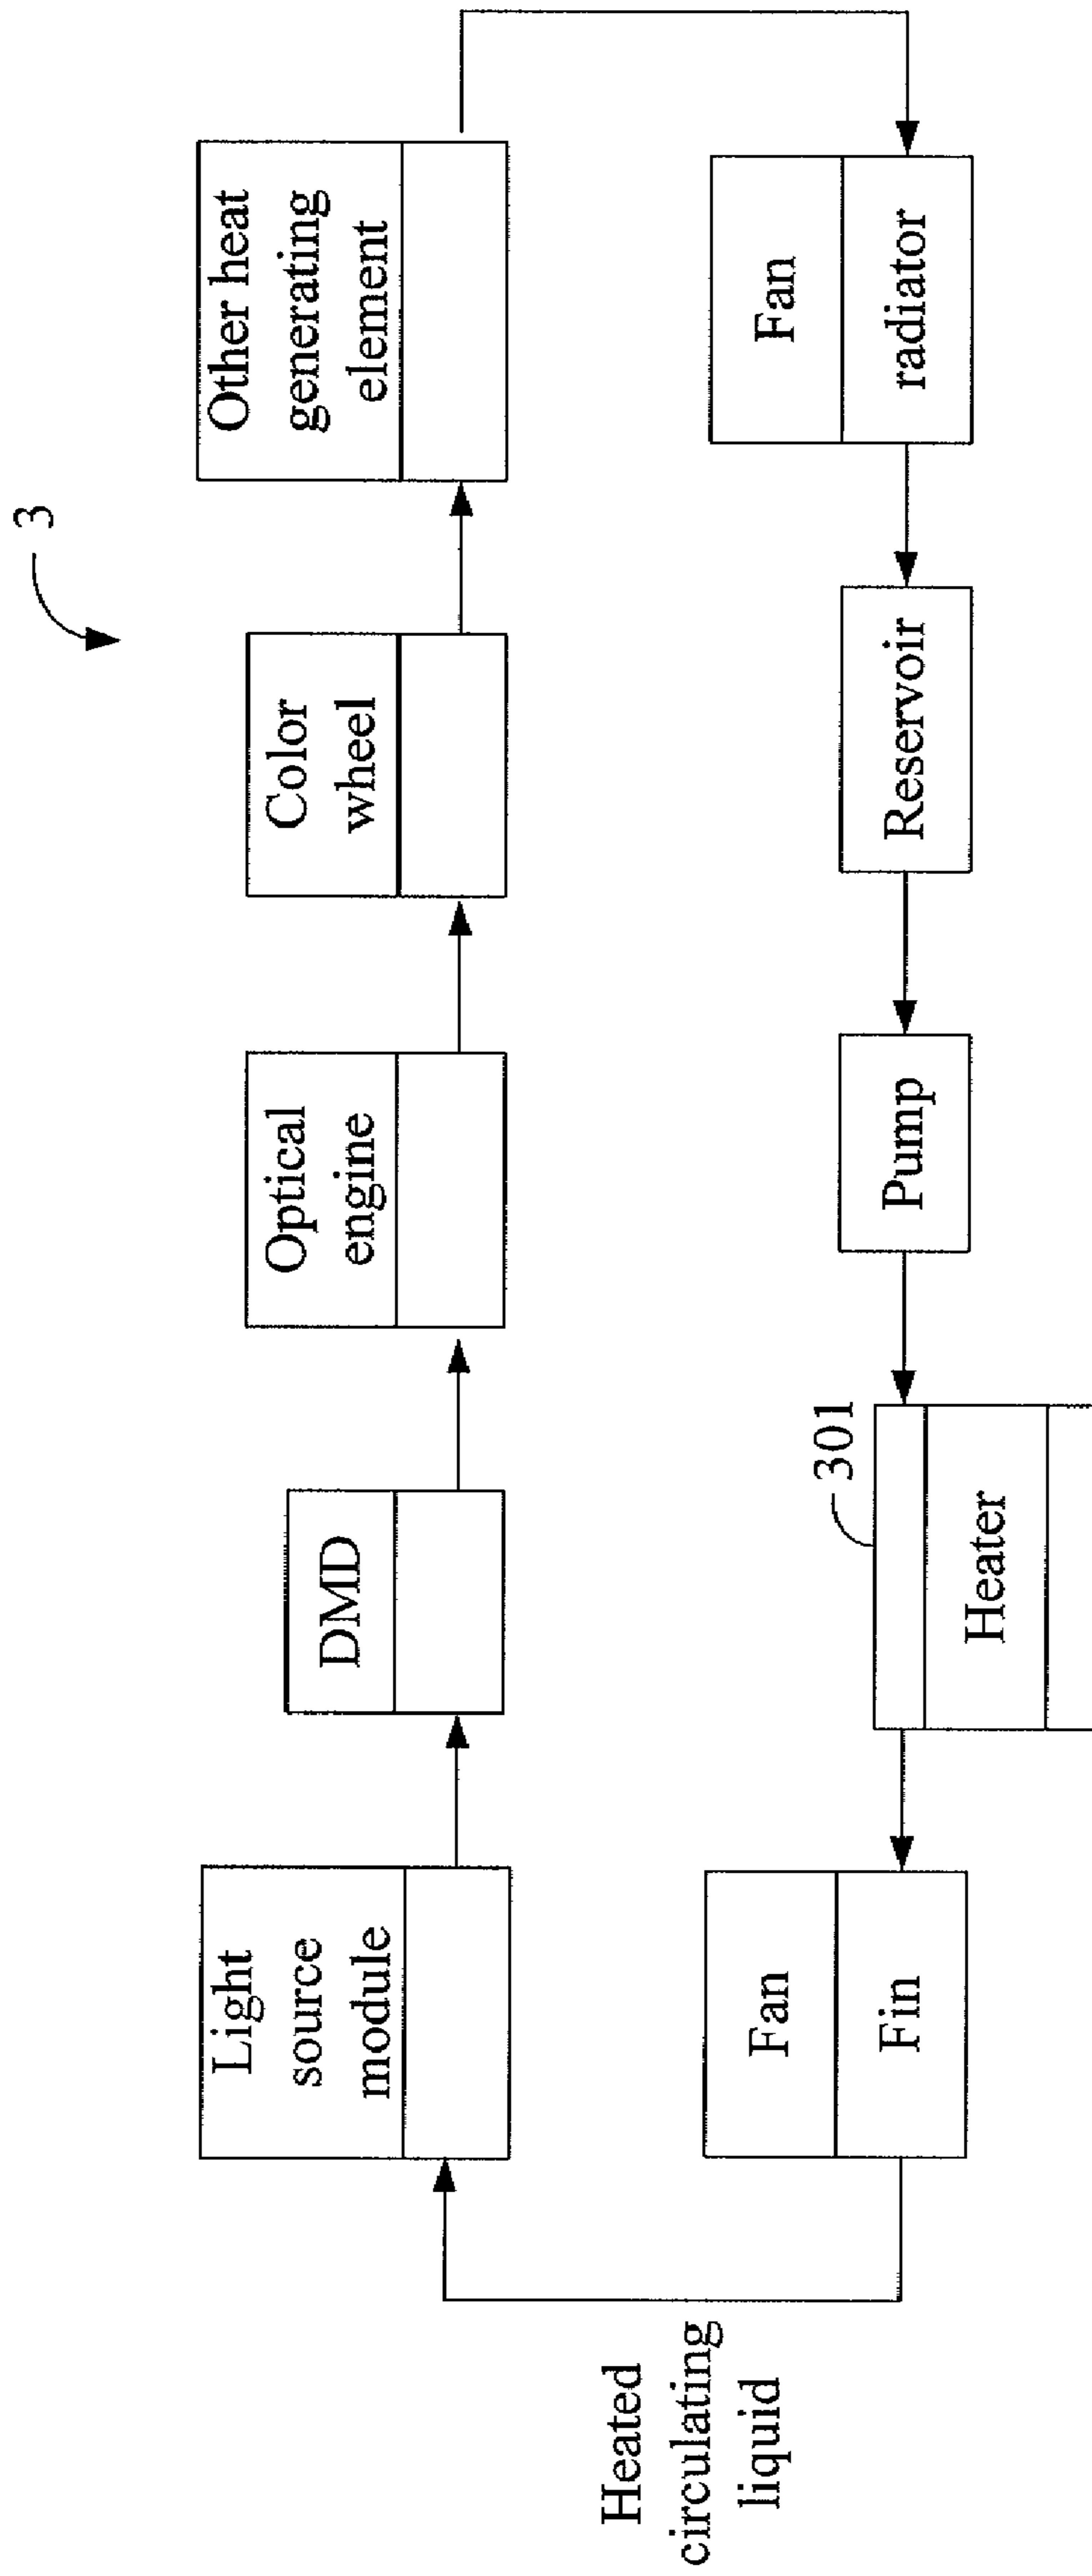 3
Light
source
module
DMD
Optical
engine
Color
wheel
Other heat
generating
element
Heated
circulating
liquid
Fan
Fin
301
Heater
Pump
Reservoir
Fan
radiator